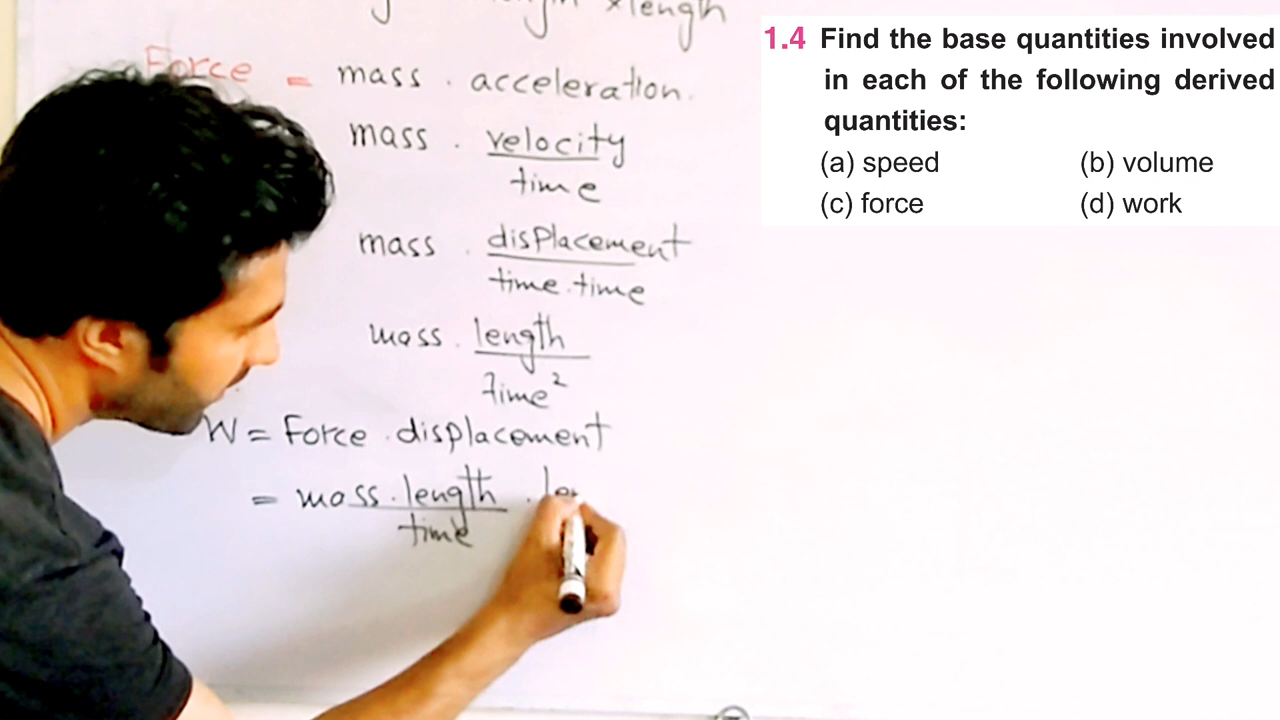 length × length
Force = mass . acceleration.
mass . velocity
time
mass . displacement
time . time
mass . length
time²
W = Force . displacement
= mass . length . le
time
1.4 Find the base quantities involved
in each of the following derived
quantities:
(a) speed (b) volume
(c) force (d) work